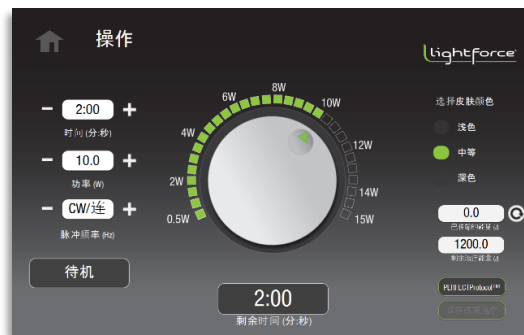 操作
lightforce
8W
6W
10W
4W
12W
2W
14W
0.5W
15W
− 2:00 +
时间 (分:秒)
− 10.0 +
功率 (W)
− CW/连 +
脉冲频率 (Hz)
待机
2:00
剩余时间 (分:秒)
选择皮肤颜色
浅色
中等
深色
0.0
1200.0